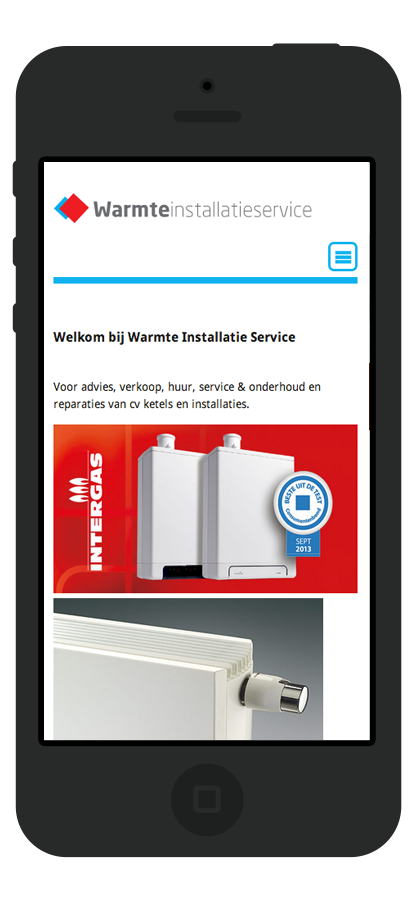 Warmteinstallatieservice
Welkom bij Warmte Installatie Service
Voor advies, verkoop, huur, service & onderhoud en
reparaties van cv ketels en installaties.
INTERGAS
BESTE UIT DE TEST
Consumentenbond
SEPT
2013